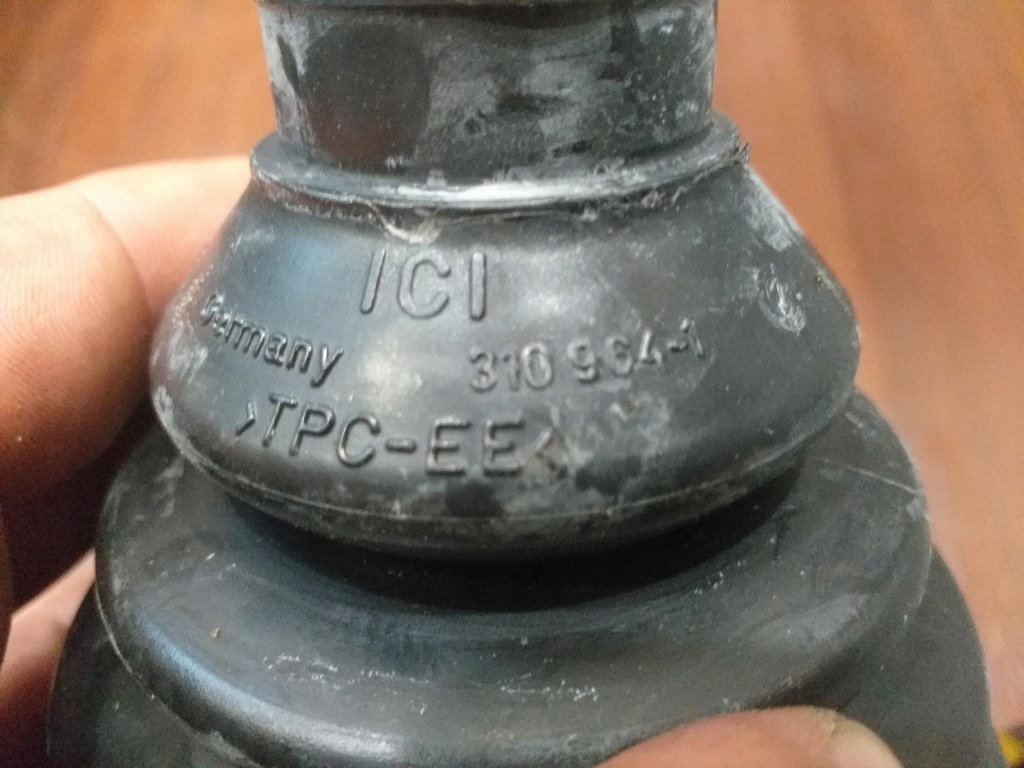 ICI
Germany 310 964-1
>TPC-EE<